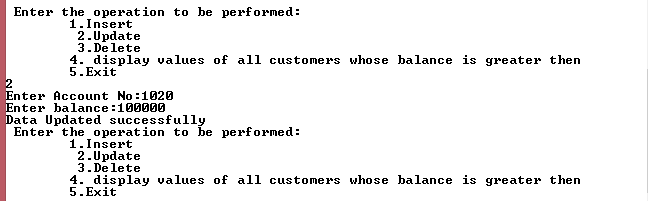 Enter the operation to be performed:
1.Insert
2.Update
3.Delete
4. display values of all customers whose balance is greater then
5.Exit
2
Enter Account No:1020
Enter balance:100000
Data Updated successfully
Enter the operation to be performed:
1.Insert
2.Update
3.Delete
4. display values of all customers whose balance is greater then
5.Exit